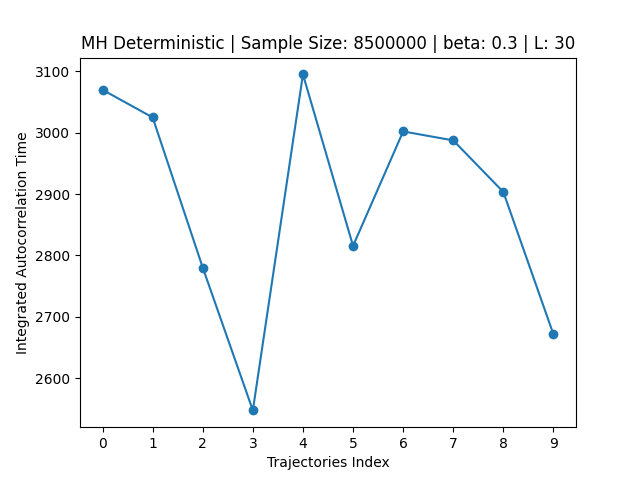 MH Deterministic | Sample Size: 8500000 | beta: 0.3 | L: 30
Integrated Autocorrelation Time
3100
3000
2900
2800
2700
2600
0 1 2 3 4 5 6 7 8 9
Trajectories Index